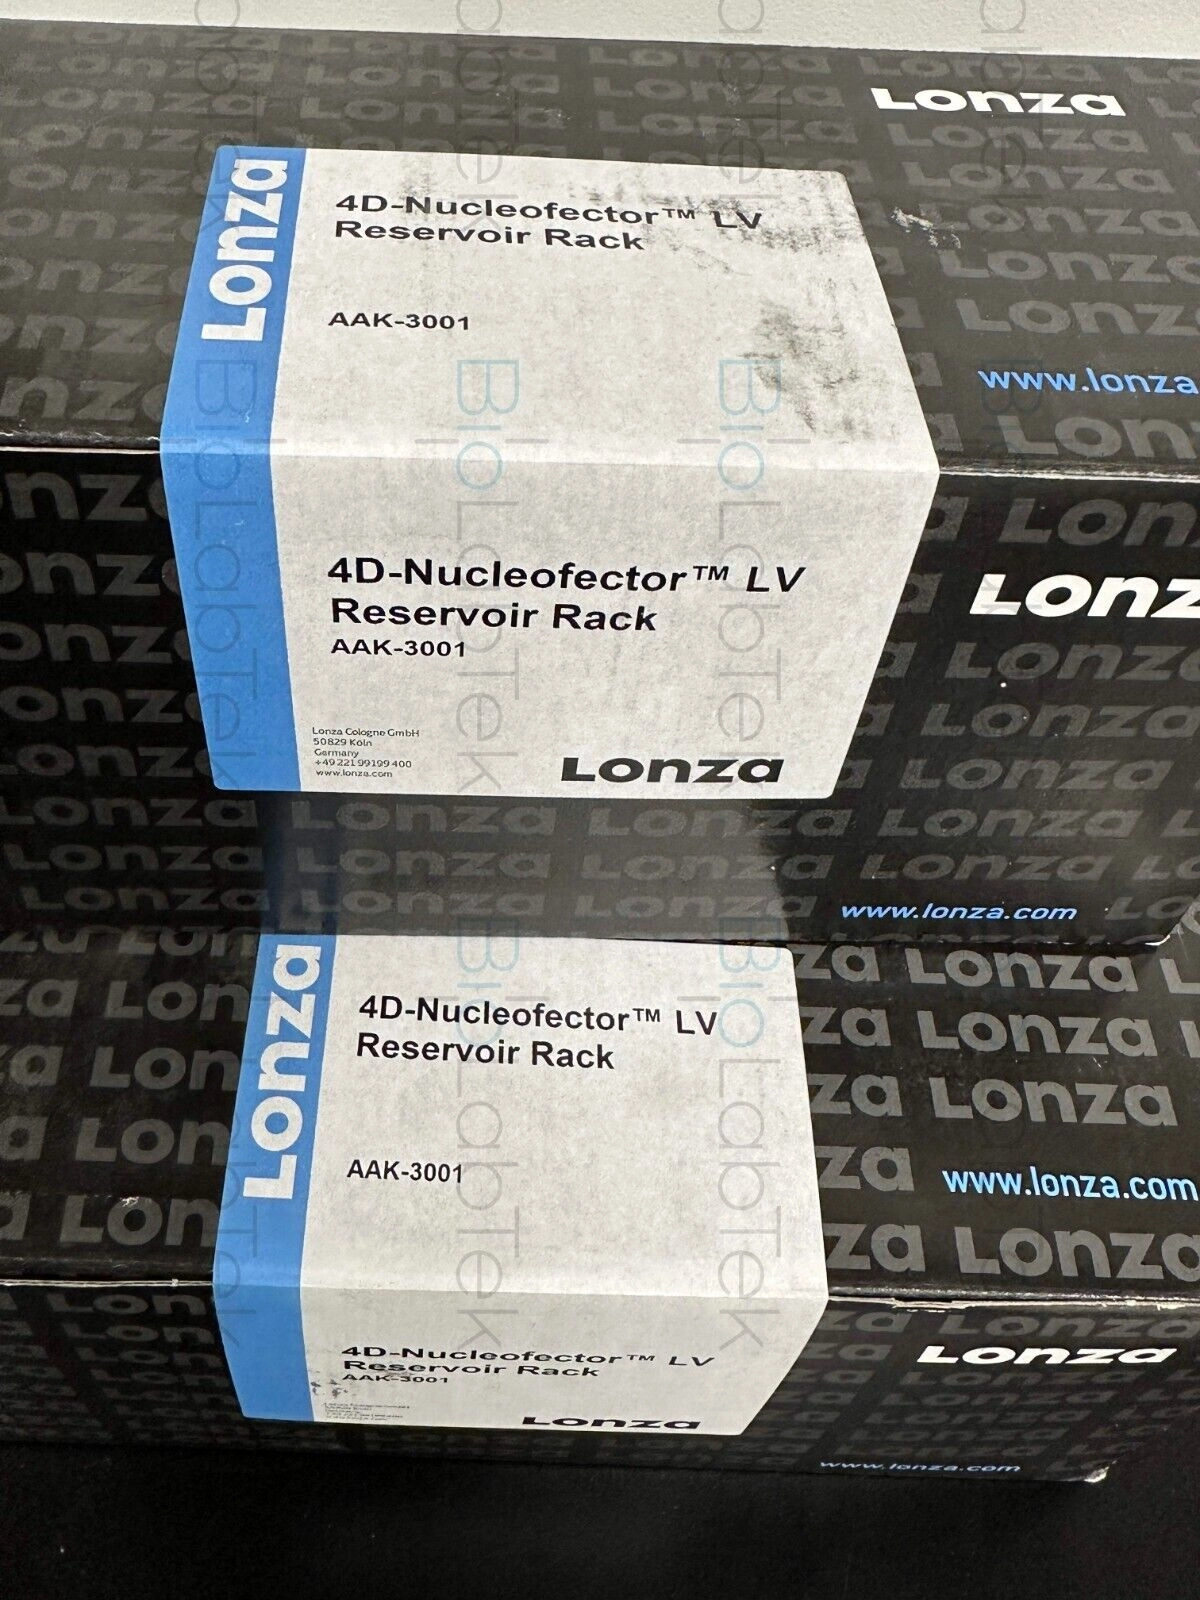 Lonza
Lonza
4D-Nucleofector™ LV
Reservoir Rack
AAK-3001
www.lonza
4D-Nucleofector™ LV
Reservoir Rack
AAK-3001
Lonza Cologne GmbH
50829 Köln
Germany
+49 221 99199 400
www.lonza.com
Lonza
Lonza
www.lonza.com
Lonza
4D-Nucleofector™ LV
Reservoir Rack
AAK-3001
www.lonza.com
4D-Nucleofector™ LV
Reservoir Rack
AAK-3001
Lonza
Lonza
www.lonza.com
BioLabTek
BioLabTek
BioLabTek